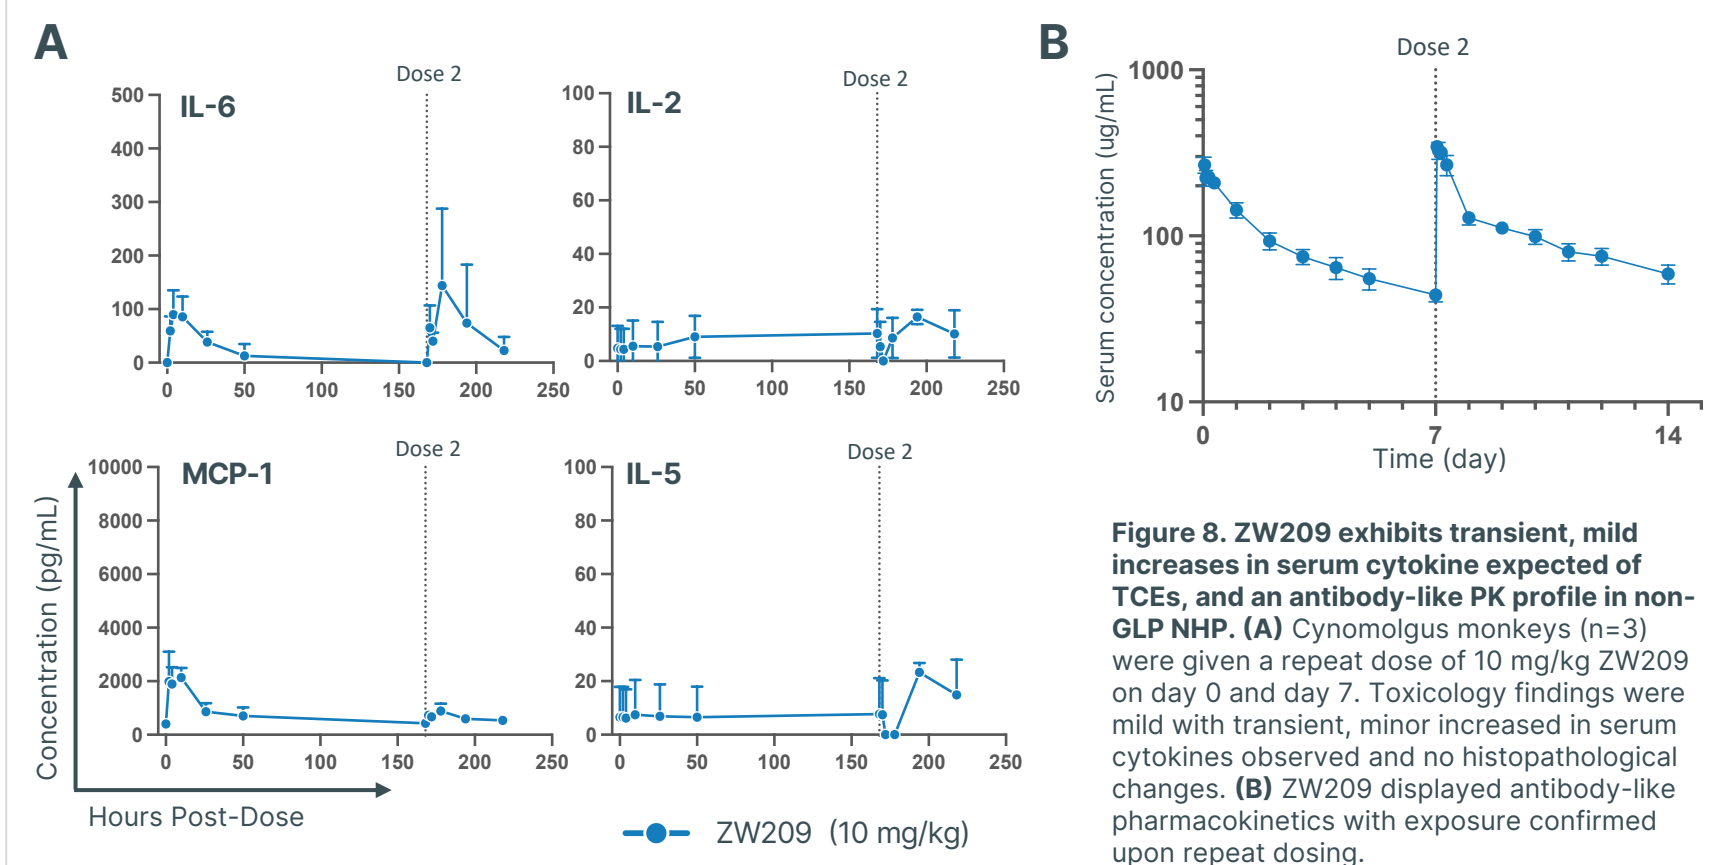 A
Dose 2
IL-6
500
400
300
200
100
0
0 50 100 150 200 250
Dose 2
IL-2
100
80
60
40
20
0
0 50 100 150 200 250
Dose 2
MCP-1
10000
8000
6000
4000
2000
0
0 50 100 150 200 250
Dose 2
IL-5
100
80
60
40
20
0
0 50 100 150 200 250
Concentration (pg/mL)
Hours Post-Dose
ZW209 (10 mg/kg)
B
Dose 2
Serum concentration (ug/mL)
1000
100
10
0 7 14
Time (day)
Figure 8. ZW209 exhibits transient, mild
increases in serum cytokine expected of
TCEs, and an antibody-like PK profile in non-
GLP NHP. (A) Cynomolgus monkeys (n=3)
were given a repeat dose of 10 mg/kg ZW209
on day 0 and day 7. Toxicology findings were
mild with transient, minor increased in serum
cytokines observed and no histopathological
changes. (B) ZW209 displayed antibody-like
pharmacokinetics with exposure confirmed
upon repeat dosing.